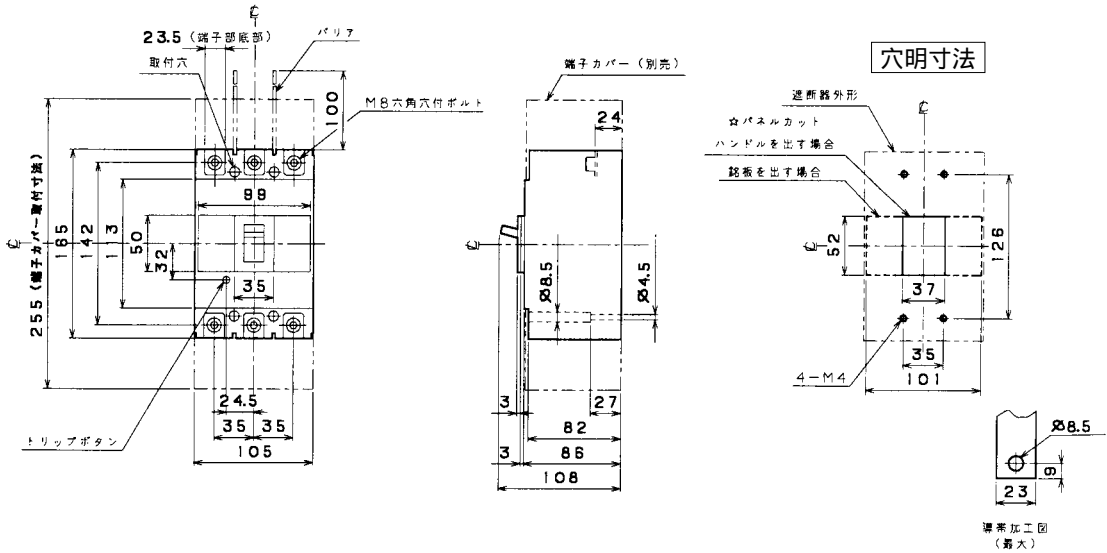 ℄
23.5 (端子部底部)
バリア
取付穴
M8六角穴付ボルト
100
99
255 (端子カバー取付寸法)
165
142
113
50
32
35
℄
24.5
35
35
105
トリップボタン
端子カバー (別売)
24
℄
ø8.5
ø4.5
3
27
82
3
86
108
穴明寸法
遮断器外形
℄
☆パネルカット
ハンドルを出す場合
銘板を出す場合
℄
52
126
37
4-M4
35
101
ø8.5
9
23
導帯加工図
(最大)